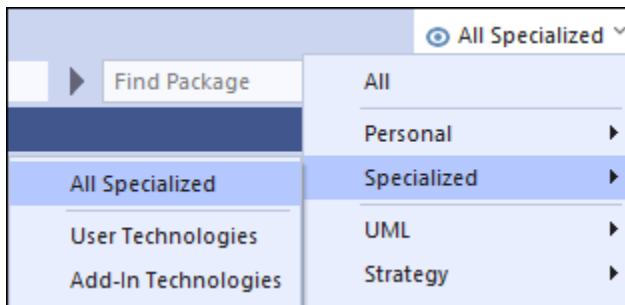 All Specialized
Find Package
All
Personal
Specialized
UML
Strategy
All Specialized
User Technologies
Add-In Technologies